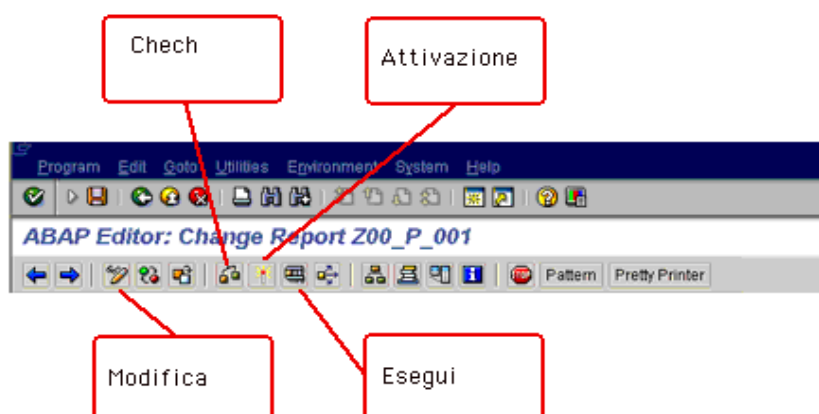 Chech
Attivazione
Program Edit Goto Utilities Environment System Help
ABAP Editor: Change Report Z00_P_001
STOP Pattern Pretty Printer
Modifica
Esegui